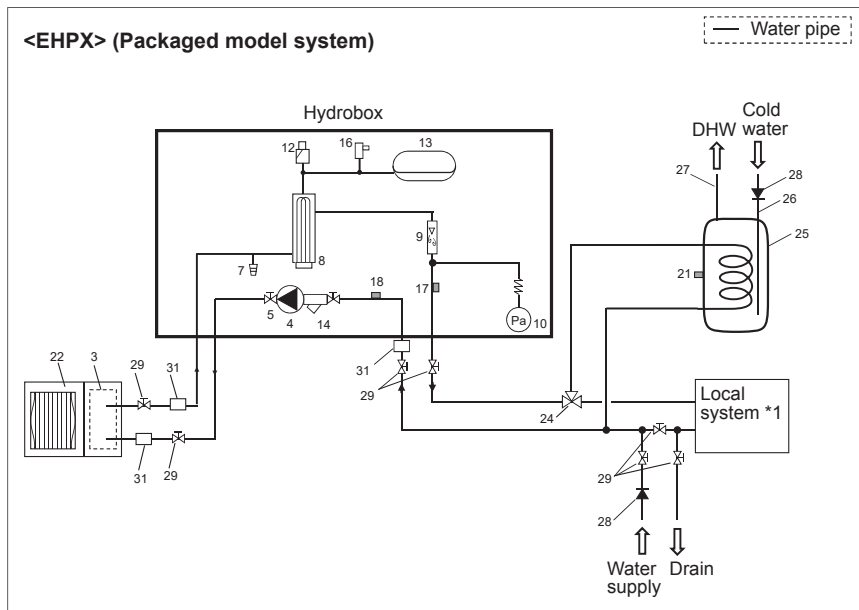 <EHPX> (Packaged model system)
Water pipe
Hydrobox
DHW
Cold
water
12
16
13
27
28
26
9
25
7
8
21
18
17
5
4
14
Pa
10
22
3
29
31
31
29
24
Local
system *1
31
29
29
28
Water
supply
Drain